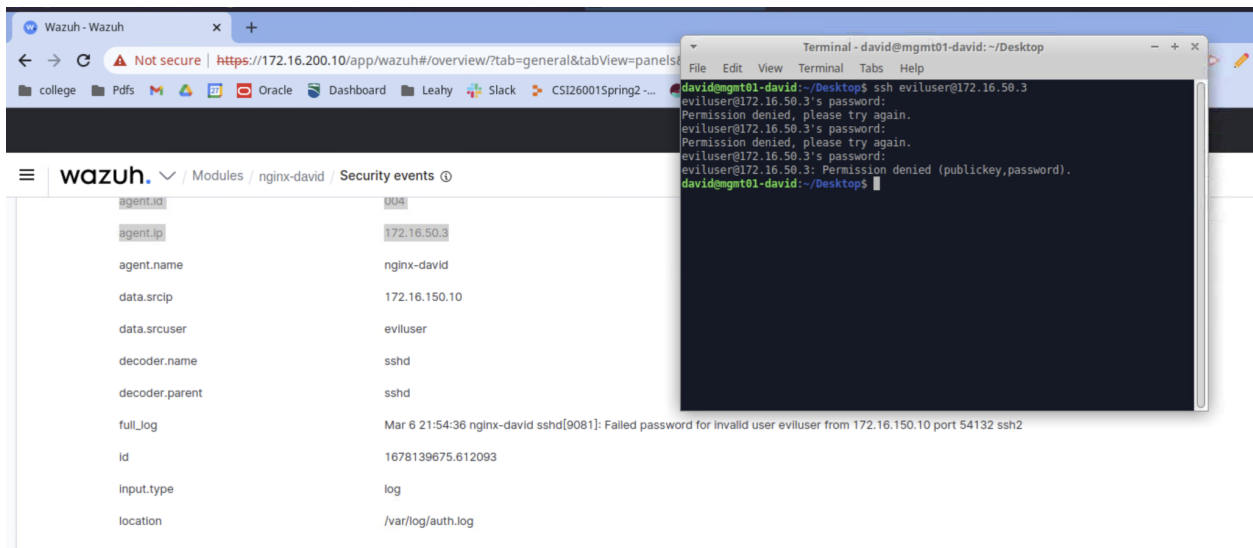 Wazuh - Wazuh
Not secure | https://172.16.200.10/app/wazuh#/overview/?tab=general&tabView=panels&
college Pdfs 27 Oracle Dashboard Leahy Slack CSI26001Spring2 -...
wazuh. / Modules / nginx-david / Security events
agent.id 004
agent.ip 172.16.50.3
agent.name nginx-david
data.srcip 172.16.150.10
data.srcuser eviluser
decoder.name sshd
decoder.parent sshd
full_log Mar 6 21:54:36 nginx-david sshd[9081]: Failed password for invalid user eviluser from 172.16.150.10 port 54132 ssh2
id 1678139675.612093
input.type log
location /var/log/auth.log
Terminal - david@mgmt01-david: ~/Desktop
File Edit View Terminal Tabs Help
david@mgmt01-david:~/Desktop$ ssh eviluser@172.16.50.3
eviluser@172.16.50.3's password:
Permission denied, please try again.
eviluser@172.16.50.3's password:
Permission denied, please try again.
eviluser@172.16.50.3's password:
eviluser@172.16.50.3: Permission denied (publickey,password).
david@mgmt01-david:~/Desktop$